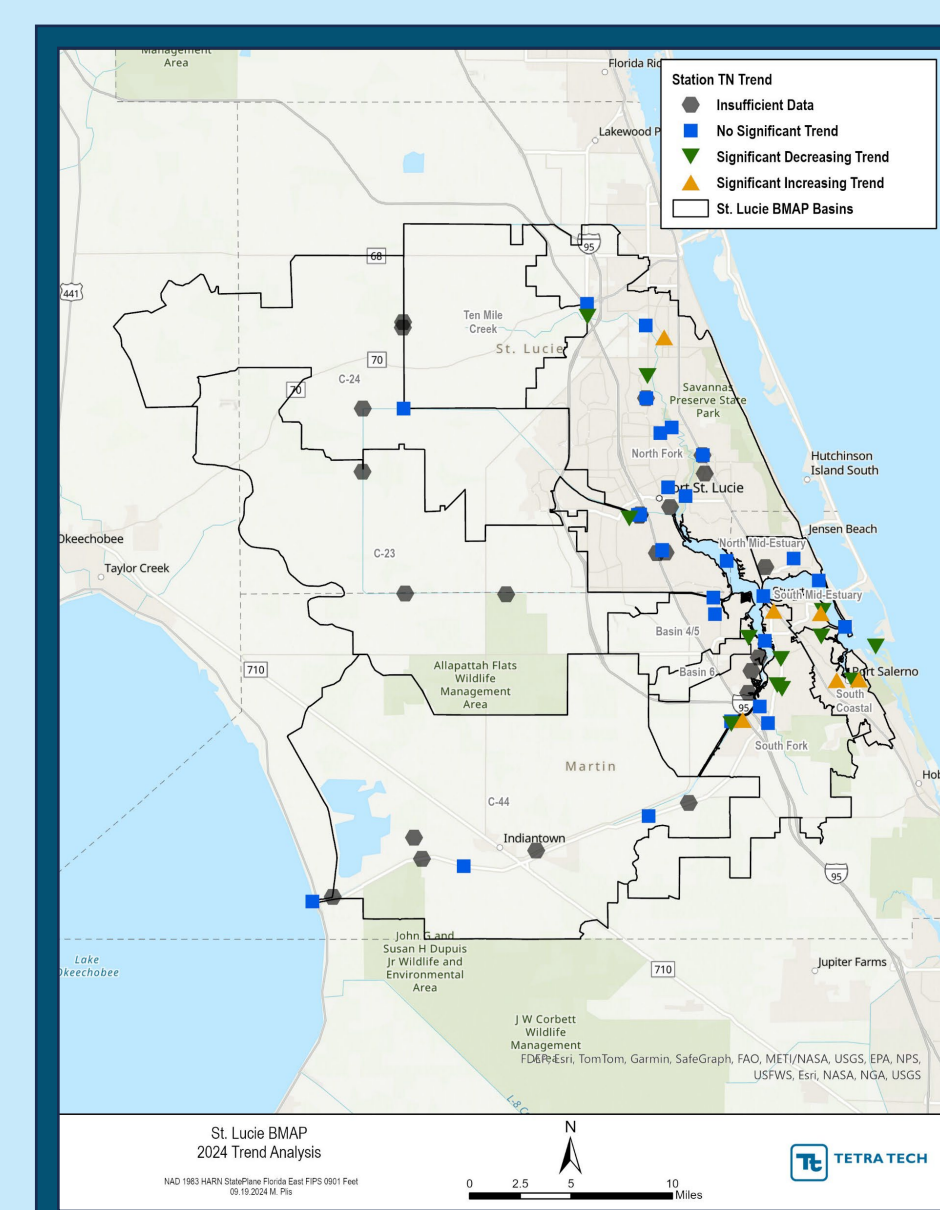 Management
Area
Florida Rid
Station TN Trend
Insufficient Data
No Significant Trend
Significant Decreasing Trend
Significant Increasing Trend
St. Lucie BMAP Basins
Lakewood P
95
68
441
Ten Mile
Creek
St. Lucie
70
C-24
70
Savannas
Preserve State
Park
North Fork
Hutchinson
Island South
ort St. Lucie
Jensen Beach
Okeechobee
Taylor Creek
C-23
North Mid-Estuary
South Mid-Estuary
Basin 4/5
710
Allapattah Flats
Wildlife
Management
Area
Basin 6
Port Salerno
South
Coastal
95
South Fork
Martin
Hob
C-44
Indiantown
95
John G and
Susan H Dupuis
Jr Wildlife and
Environmental
Area
Lake
Okeechobee
710
Jupiter Farms
J W Corbett
Wildlife
Management
FDEP, Esri, TomTom, Garmin, SafeGraph, FAO, METI/NASA, USGS, EPA, NPS,
USFWS, Esri, NASA, NGA, USGS
L-8 C
St. Lucie BMAP
2024 Trend Analysis
NAD 1983 HARN StatePlane Florida East FIPS 0901 Feet
09.19.2024 M. Plis
N
0 2.5 5 10
Miles
Tt TETRA TECH